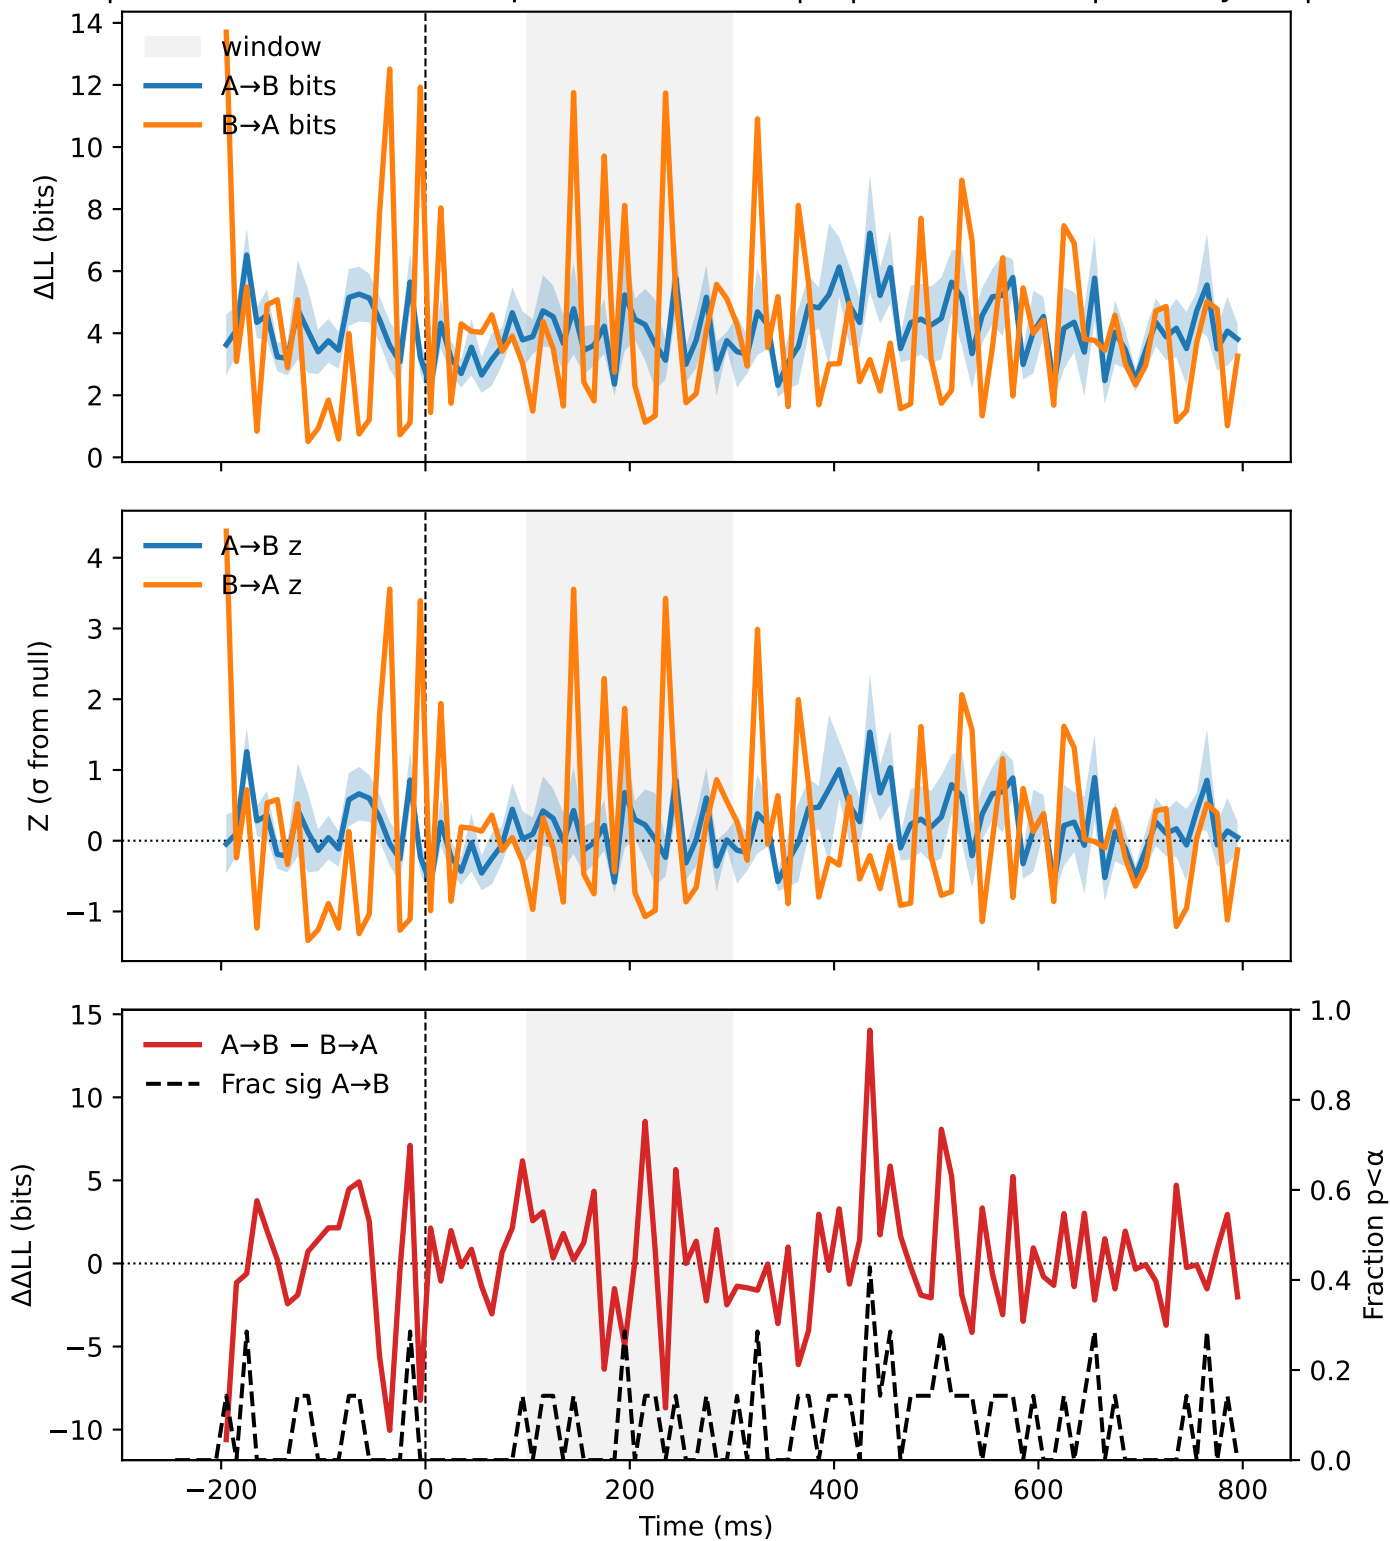 14
12
10
8
6
4
2
0
ΔLL (bits)
window
A→B bits
B→A bits
4
3
2
1
0
−1
Z (σ from null)
A→B z
B→A z
15
10
5
0
−5
−10
ΔΔLL (bits)
A→B − B→A
Frac sig A→B
1.0
0.8
0.6
0.4
0.2
0.0
Fraction p<α
−200
0
200
400
600
800
Time (ms)